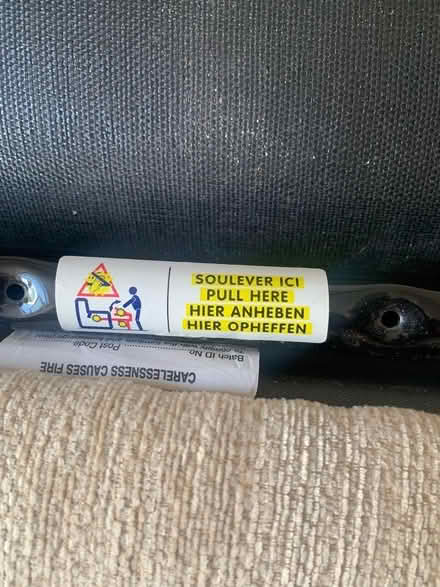 SOULEVER ICI
PULL HERE
HIER ANHEBEN
HIER OPHEFFEN
CARELESSNESS CAUSES FIRE
Batch ID No
Post Code